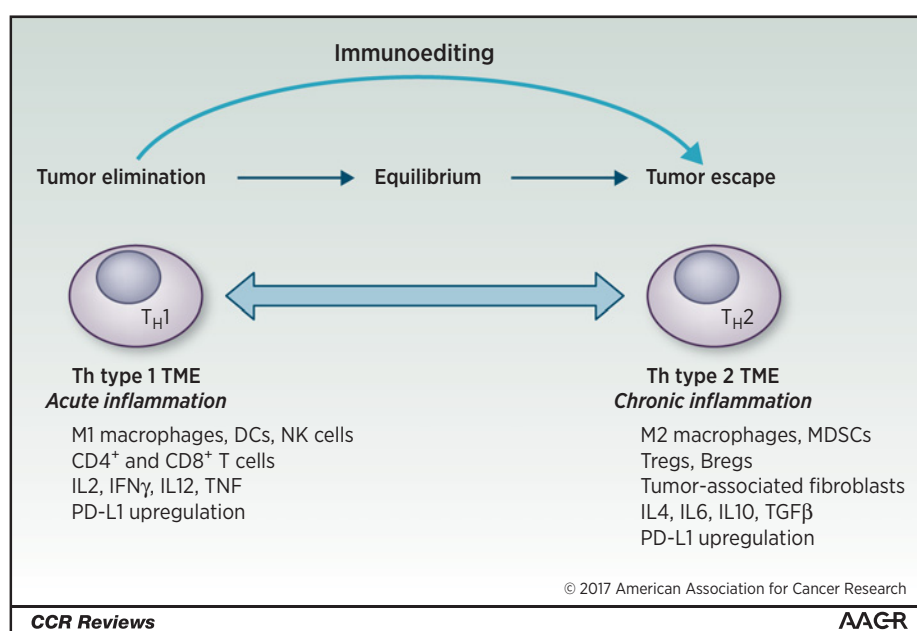 Immunoediting
Tumor elimination
Equilibrium
Tumor escape
TH1
TH2
Th type 1 TME
Acute inflammation
M1 macrophages, DCs, NK cells
CD4⁺ and CD8⁺ T cells
IL2, IFNγ, IL12, TNF
PD-L1 upregulation
Th type 2 TME
Chronic inflammation
M2 macrophages, MDSCs
Tregs, Bregs
Tumor-associated fibroblasts
IL4, IL6, IL10, TGFβ
PD-L1 upregulation
© 2017 American Association for Cancer Research
CCR Reviews
AACR